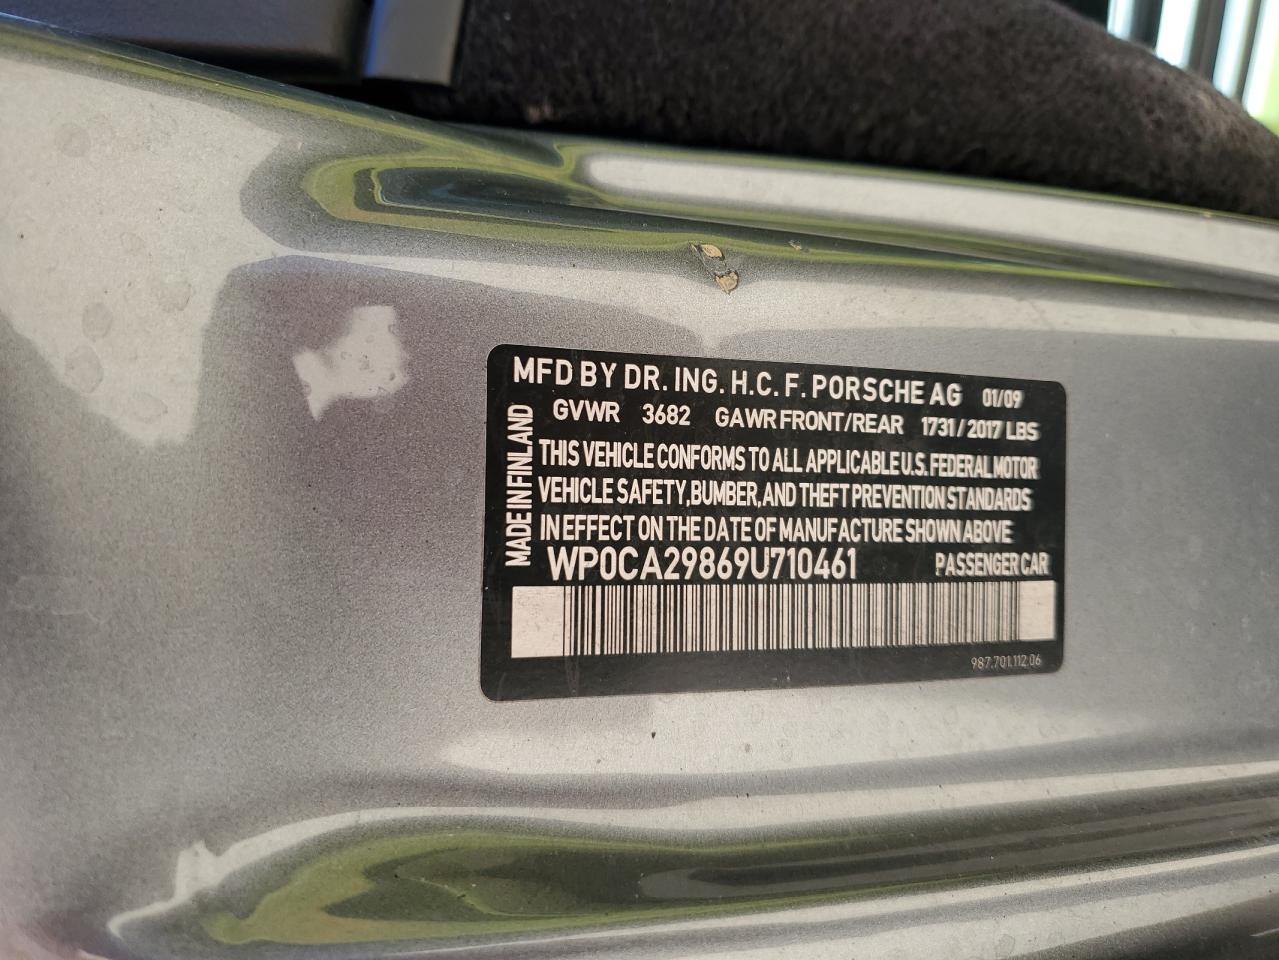 MFD BY DR. ING. H.C. F. PORSCHE AG 01/09
GVWR 3682 GAWR FRONT/REAR 1731/2017 LBS
MADE IN FINLAND
THIS VEHICLE CONFORMS TO ALL APPLICABLE U.S. FEDERAL MOTOR
VEHICLE SAFETY, BUMBER, AND THEFT PREVENTION STANDARDS
IN EFFECT ON THE DATE OF MANUFACTURE SHOWN ABOVE
WP0CA29869U710461 PASSENGER CAR
987.701.112.06